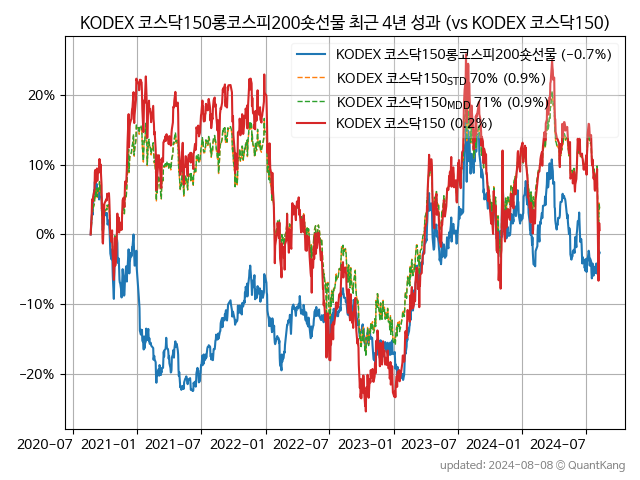 KODEX 코스닥150롱코스피200숏선물 최근 4년 성과 (vs KODEX 코스닥150)
KODEX 코스닥150롱코스피200숏선물 (−0.7%)
KODEX 코스닥150STD 70% (0.9%)
KODEX 코스닥150MDD 71% (0.9%)
KODEX 코스닥150 (0.2%)
20%
10%
0%
−10%
−20%
2020-07 2021-01 2021-07 2022-01 2022-07 2023-01 2023-07 2024-01 2024-07
updated: 2024-08-08 © QuantKang